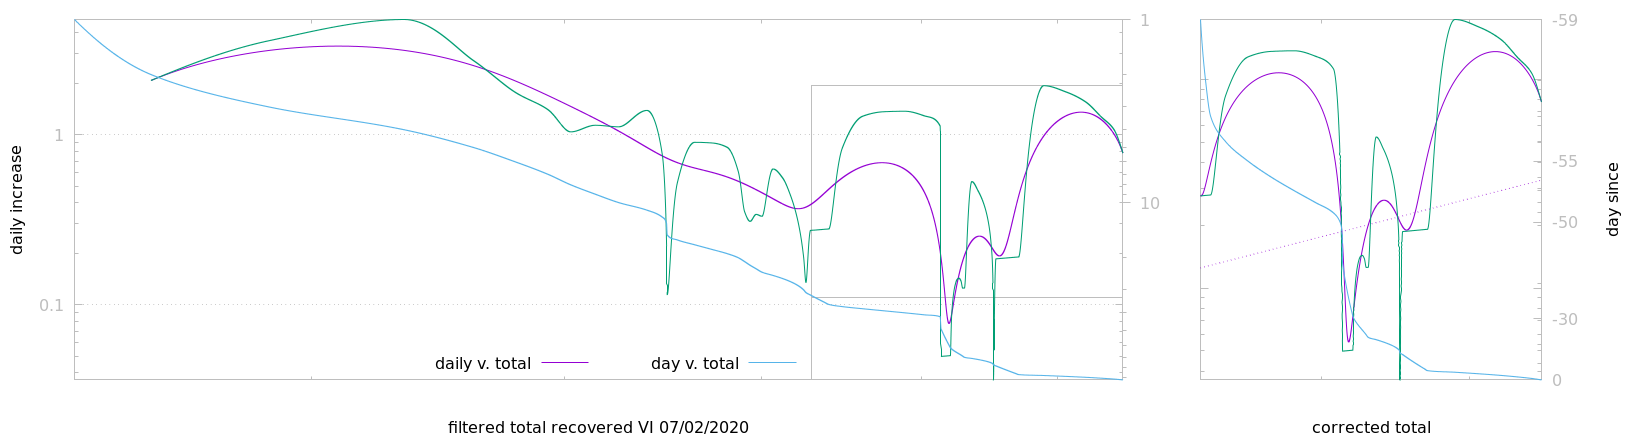 1
-59
daily increase
1
0.1
10
-55
-50
-30
0
day since
daily v. total
day v. total
filtered total recovered VI 07/02/2020
corrected total